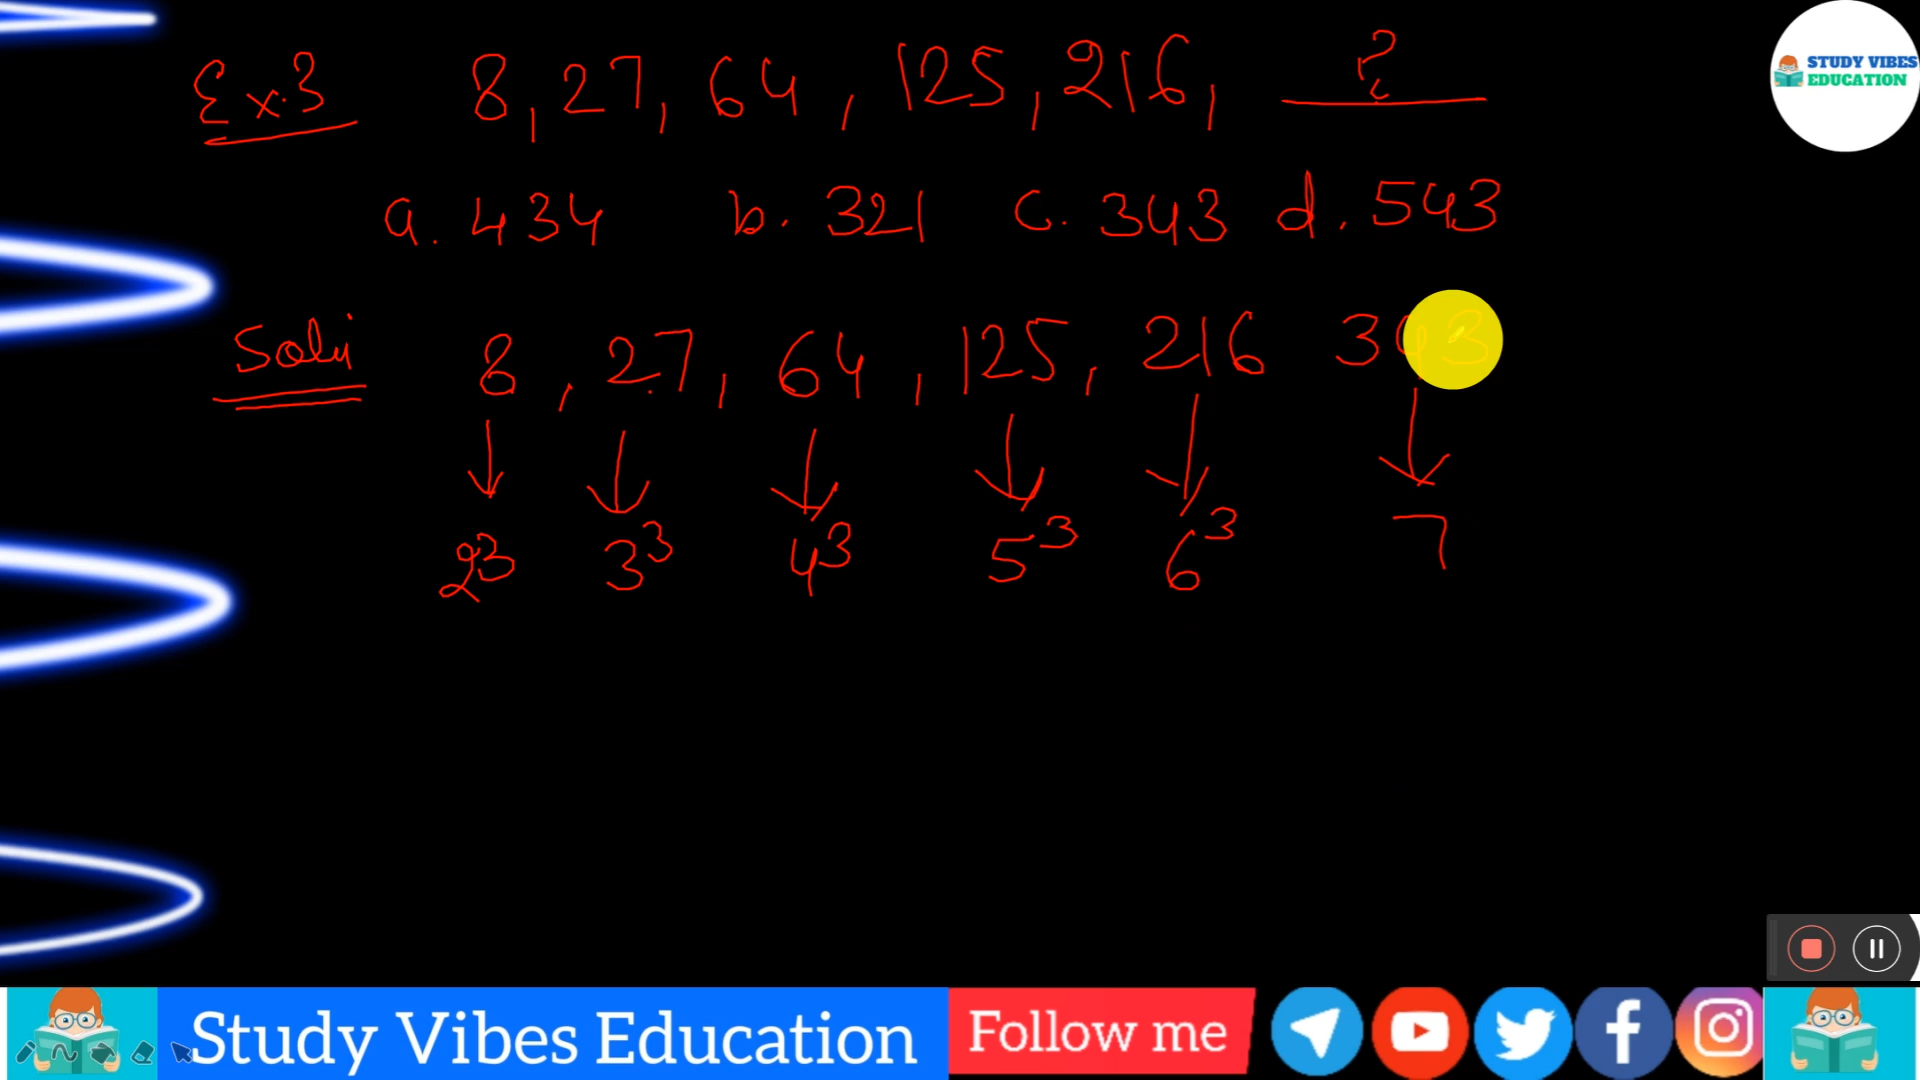 STUDY VIBES
EDUCATION
Ex.3 8, 27, 64, 125, 216, ?
a. 434 b. 321 c. 343 d. 543
Soln 8, 27, 64, 125, 216 343
2³ 3³ 4³ 5³ 6³ 7
Study Vibes Education Follow me